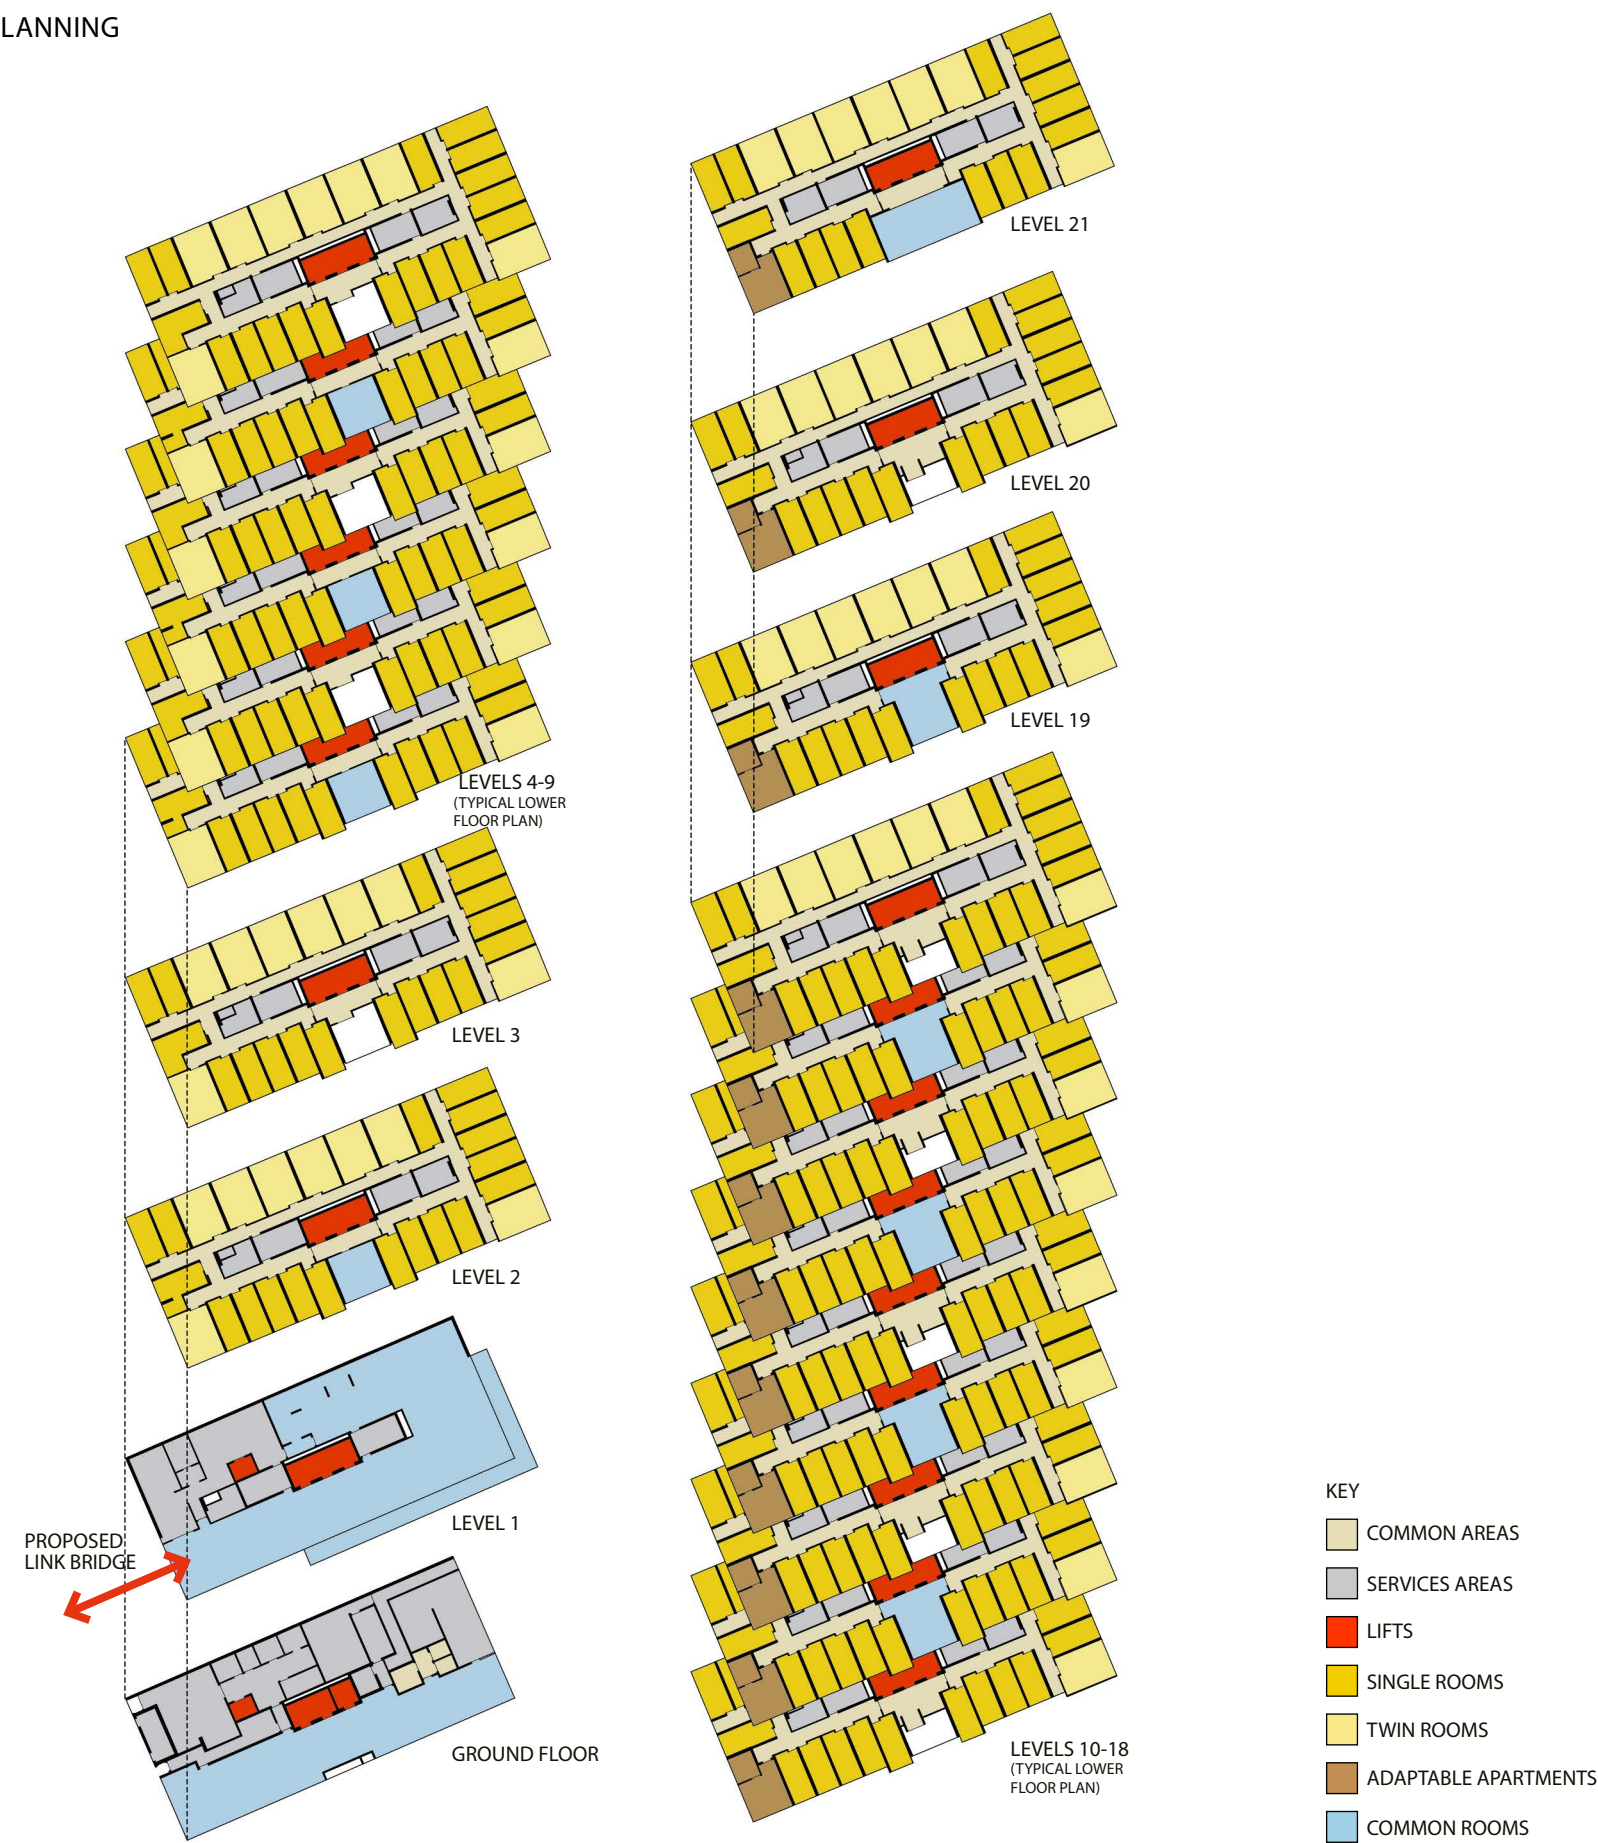 LANNING
LEVEL 21
LEVEL 20
LEVEL 19
LEVELS 4-9
(TYPICAL LOWER
FLOOR PLAN)
LEVEL 3
LEVEL 2
LEVEL 1
PROPOSED
LINK BRIDGE
GROUND FLOOR
LEVELS 10-18
(TYPICAL LOWER
FLOOR PLAN)
KEY
COMMON AREAS
SERVICES AREAS
LIFTS
SINGLE ROOMS
TWIN ROOMS
ADAPTABLE APARTMENTS
COMMON ROOMS